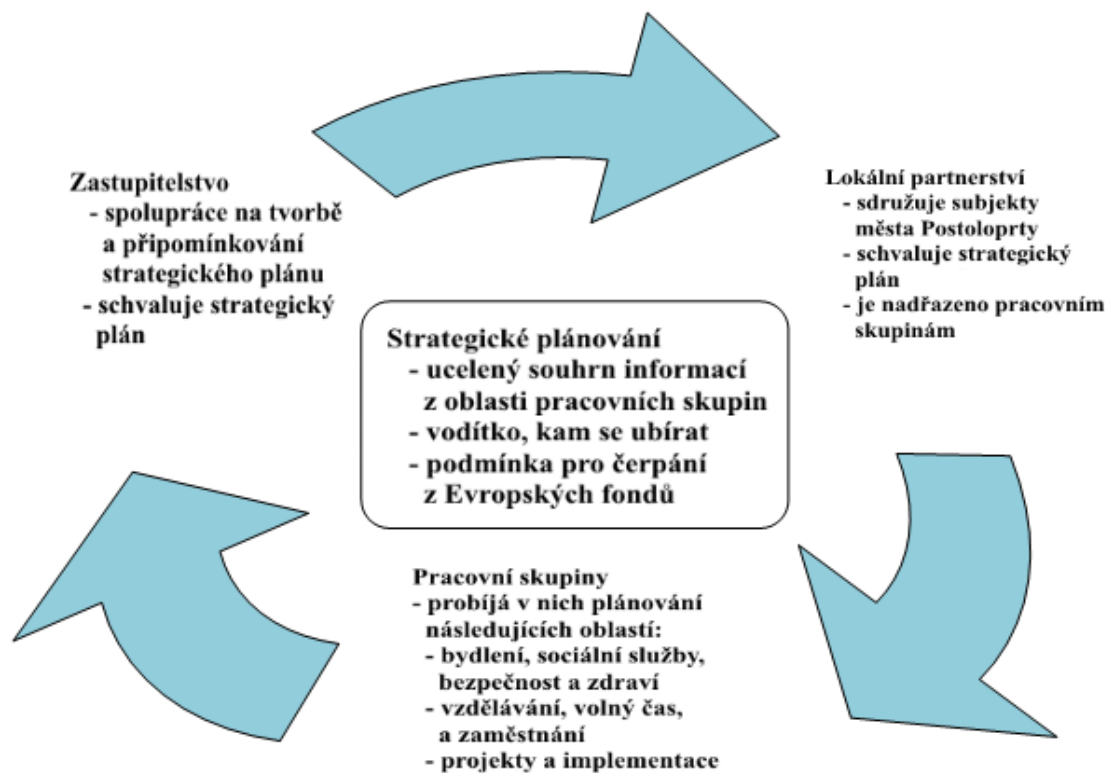 Zastupitelstvo
- spolupráce na tvorbě
a připomínkování
strategického plánu
- schvaluje strategický
plán
Lokální partnerství
- sdružuje subjekty
města Postoloprty
- schvaluje strategický
plán
- je nadřazeno pracovním
skupinám
Strategické plánování
- ucelený souhrn informací
z oblasti pracovních skupin
- vodítko, kam se ubírat
- podmínka pro čerpání
z Evropských fondů
Pracovní skupiny
- probíjá v nich plánování
následujících oblastí:
- bydlení, sociální služby,
bezpečnost a zdraví
- vzdělávání, volný čas,
a zaměstnání
- projekty a implementace